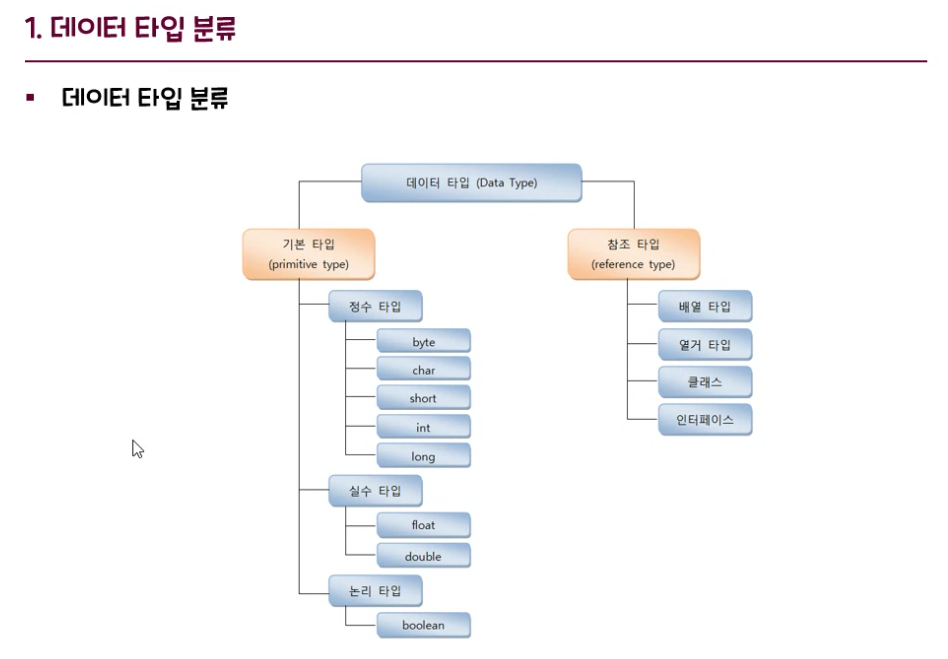 1. 데이터 타입 분류
데이터 타입 분류
데이터 타입 (Data Type)
기본 타입
(primitive type)
정수 타입
byte
char
short
int
long
실수 타입
float
double
논리 타입
boolean
참조 타입
(reference type)
배열 타입
열거 타입
클래스
인터페이스